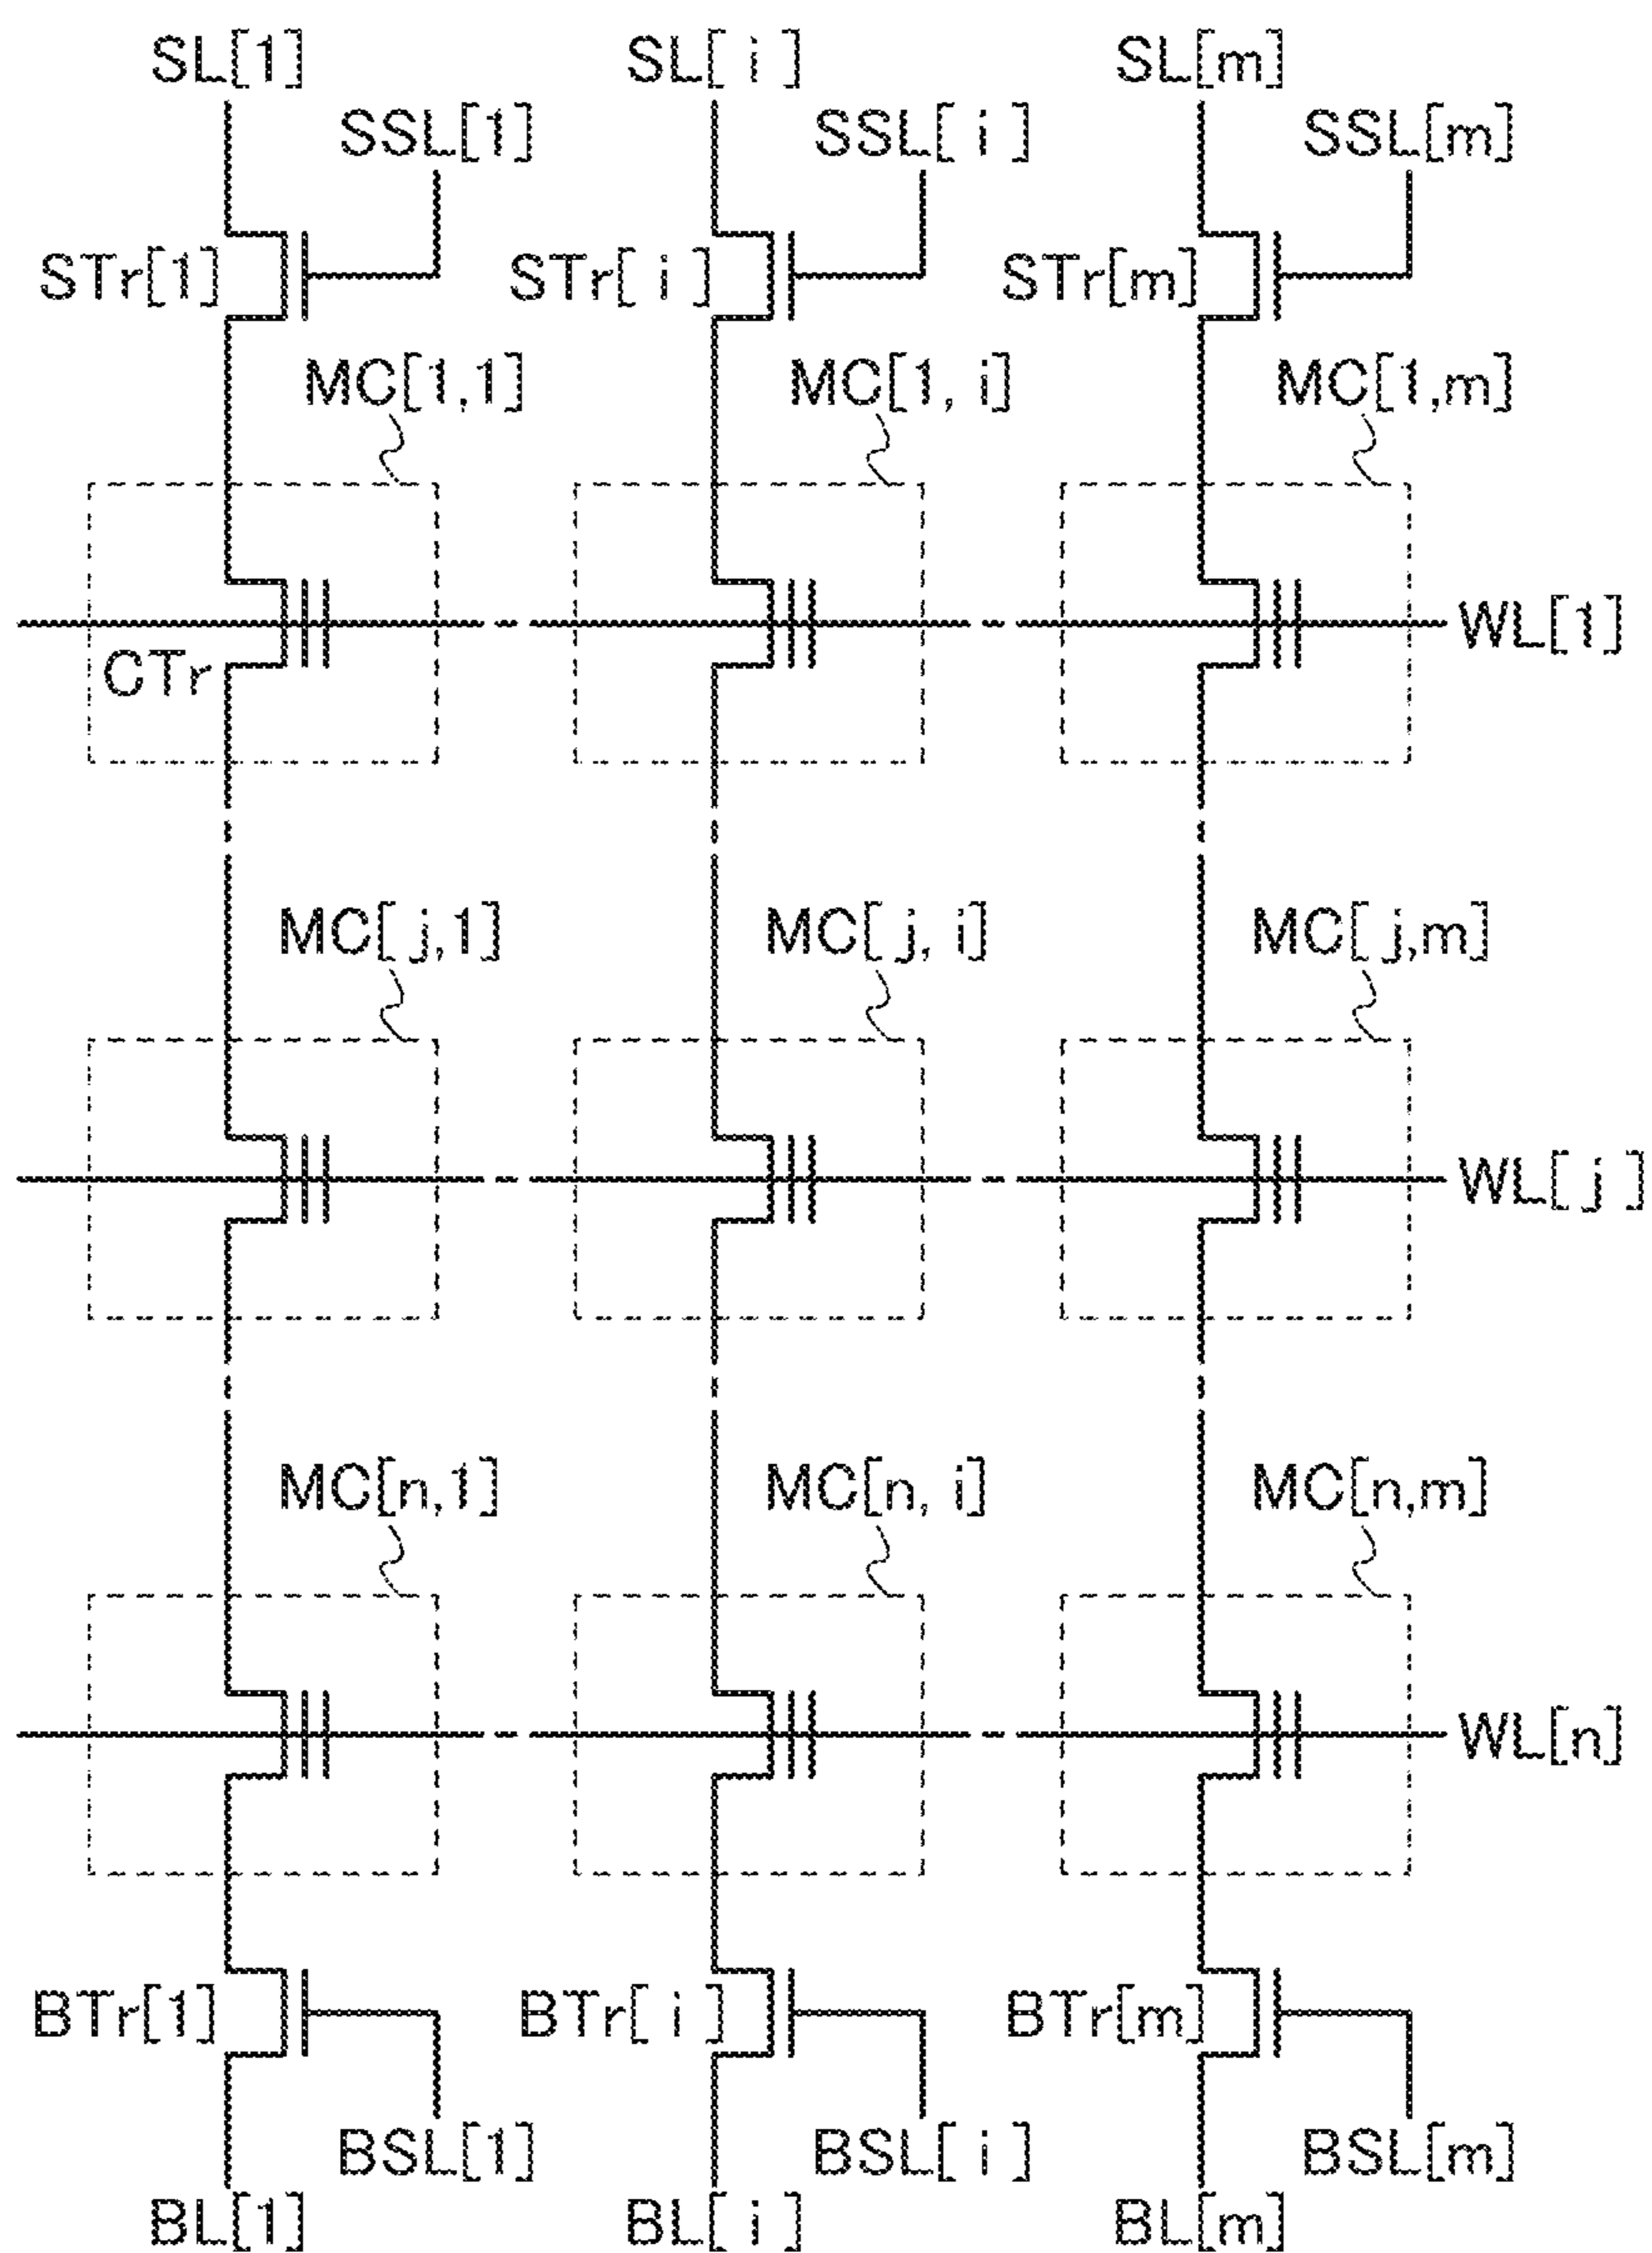 SL[1] SL[ i ] SL[m]
SSL[1] SSL[ i ] SSL[m]
STr[1] STr[ i ] STr[m]
MC[1,1] MC[1, i] MC[1,m]
WL[1]
CTr
MC[ j,1] MC[ j, i] MC[ j,m]
WL[ j ]
MC[n,1] MC[n, i] MC[n,m]
WL[n]
BTr[1] BTr[ i ] BTr[m]
BSL[1] BSL[ i ] BSL[m]
BL[1] BL[ i ] BL[m]